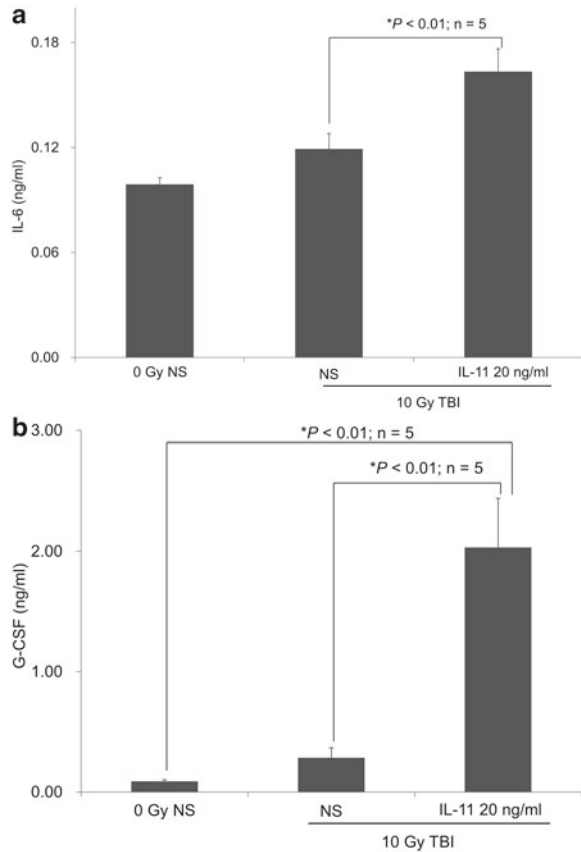 a
*P < 0.01; n = 5
0.18
0.12
0.06
0.00
IL-6 (ng/ml)
0 Gy NS
NS
IL-11 20 ng/ml
10 Gy TBI
b
3.00
*P < 0.01; n = 5
*P < 0.01; n = 5
2.00
1.00
0.00
G-CSF (ng/ml)
0 Gy NS
NS
IL-11 20 ng/ml
10 Gy TBI